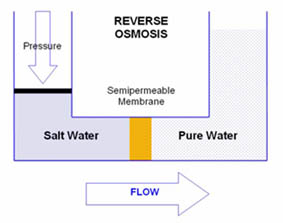 REVERSE
OSMOSIS
Pressure
Semipermeable
Membrane
Salt Water
Pure Water
FLOW